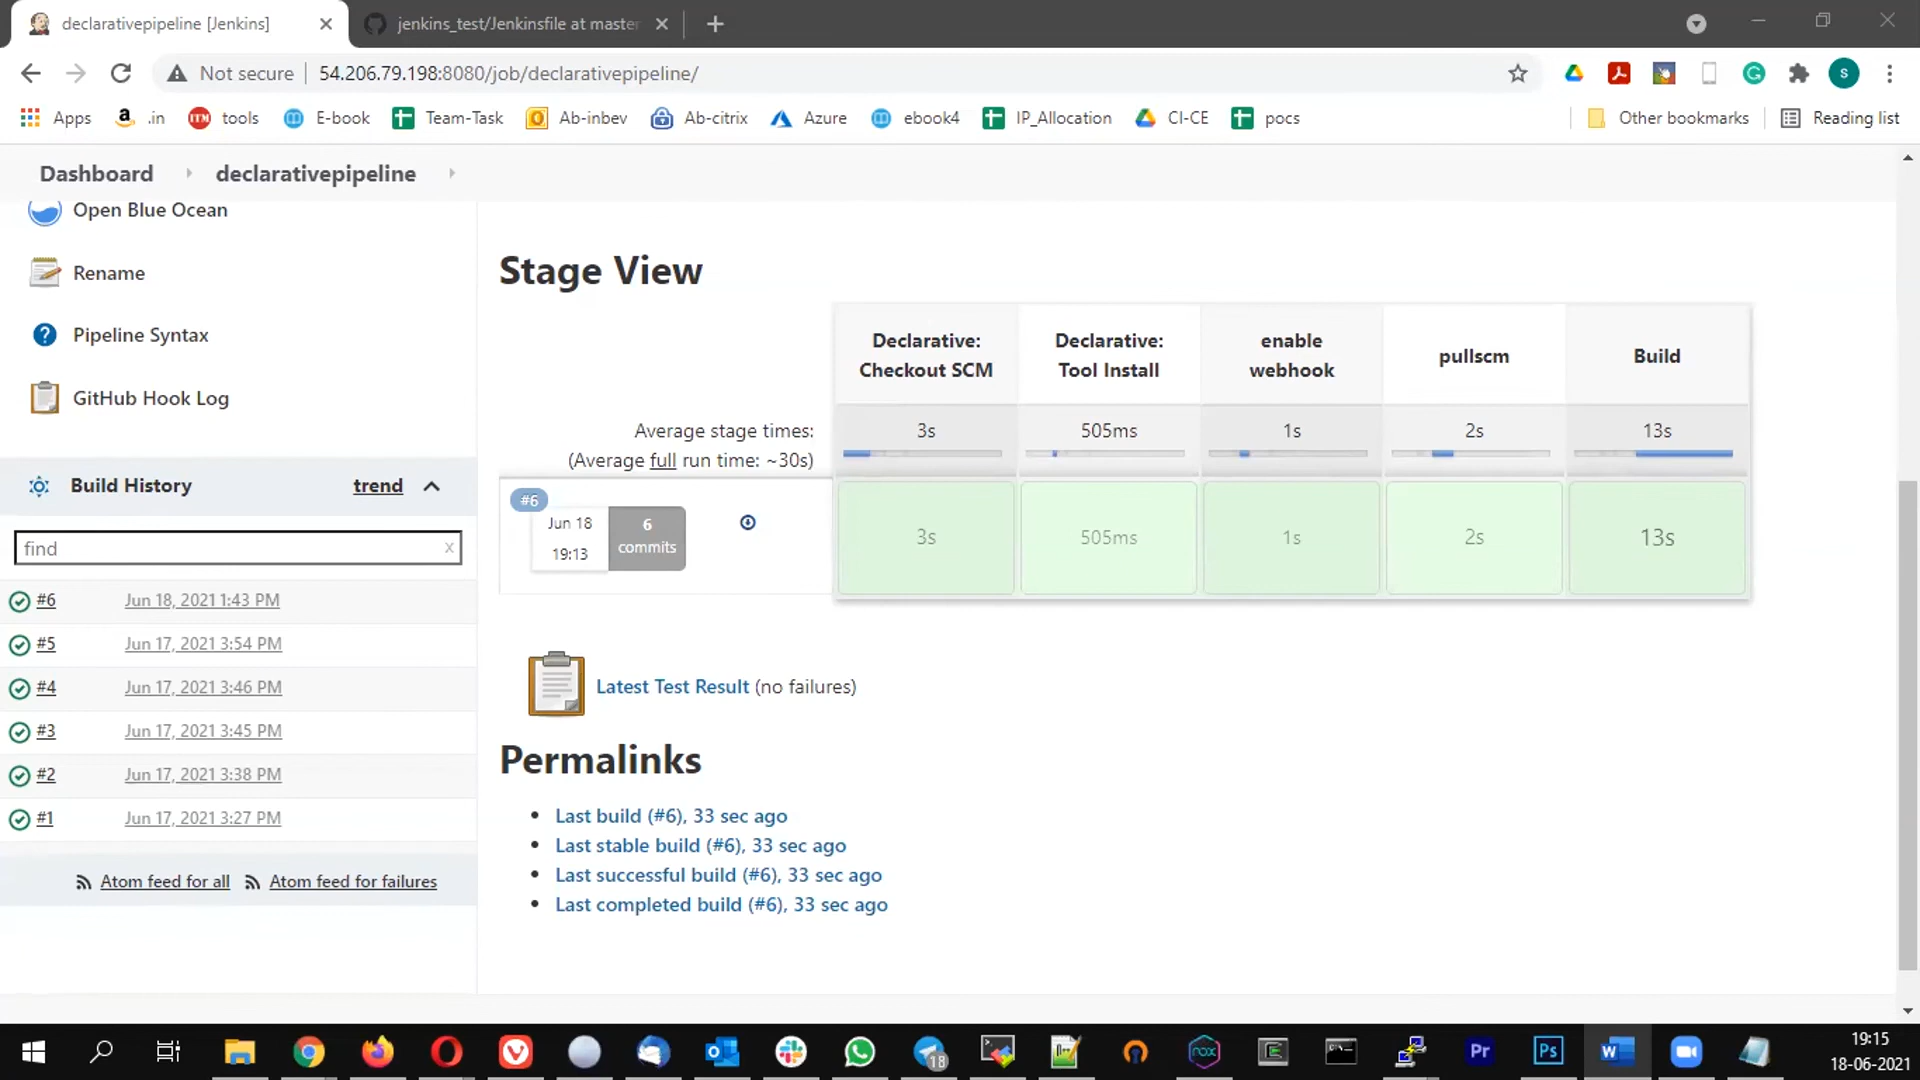 declarativepipeline [Jenkins]
jenkins_test/Jenkinsfile at master
Not secure
54.206.79.198:8080/job/declarativepipeline/
S
Apps
.in
tools
E-book
Team-Task
Ab-inbev
Ab-citrix
Azure
ebook4
IP_Allocation
CI-CE
pocs
Other bookmarks
Reading list
Dashboard
declarativepipeline
Open Blue Ocean
Rename
Pipeline Syntax
GitHub Hook Log
Build History
trend
find
x
#6 Jun 18, 2021 1:43 PM
#5 Jun 17, 2021 3:54 PM
#4 Jun 17, 2021 3:46 PM
#3 Jun 17, 2021 3:45 PM
#2 Jun 17, 2021 3:38 PM
#1 Jun 17, 2021 3:27 PM
Atom feed for all
Atom feed for failures
Stage View
Declarative:
Checkout SCM
Declarative:
Tool Install
enable
webhook
pullscm
Build
Average stage times:
(Average full run time: ~30s)
3s
505ms
1s
2s
13s
#6
Jun 18
19:13
6
commits
3s
505ms
1s
2s
13s
Latest Test Result (no failures)
Permalinks
Last build (#6), 33 sec ago
Last stable build (#6), 33 sec ago
Last successful build (#6), 33 sec ago
Last completed build (#6), 33 sec ago
18
nox
Pr
Ps
W
19:15
18-06-2021